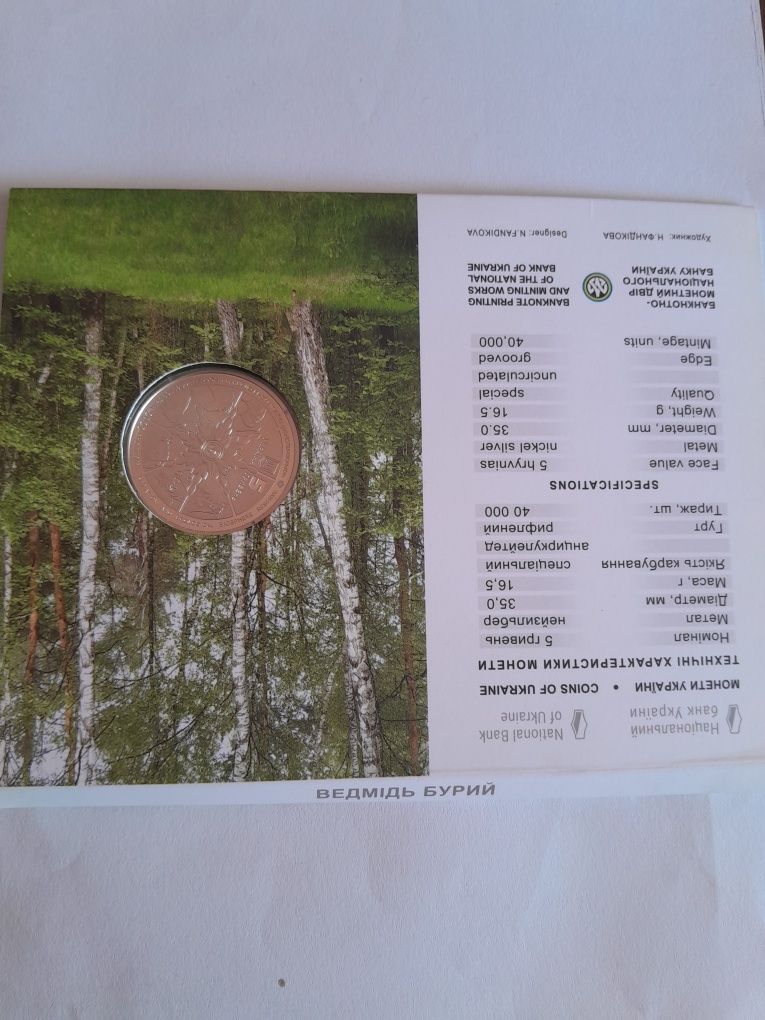 Національний
банк України
National Bank
of Ukraine
МОНЕТИ УКРАЇНИ • COINS OF UKRAINE
ТЕХНІЧНІ ХАРАКТЕРИСТИКИ МОНЕТИ
Номінал 5 гривень
Метал нейзильбер
Діаметр, мм 35,0
Маса, г 16,5
Якість карбування спеціальний
анциркулейтед
Гурт рифлений
Тираж, шт. 40 000
SPECIFICATIONS
Face value 5 hryvnias
Metal nickel silver
Diameter, mm 35.0
Weight, g 16.5
Quality special
uncirculated
Edge grooved
Mintage, units 40,000
БАНКНОТНО-
МОНЕТНИЙ ДВІР
НАЦІОНАЛЬНОГО
БАНКУ УКРАЇНИ
BANKNOTE PRINTING
AND MINTING WORKS
OF THE NATIONAL
BANK OF UKRAINE
Художник: Н.ФАНДІКОВА Designer: N.FANDIKOVA
ВЕДМІДЬ БУРИЙ